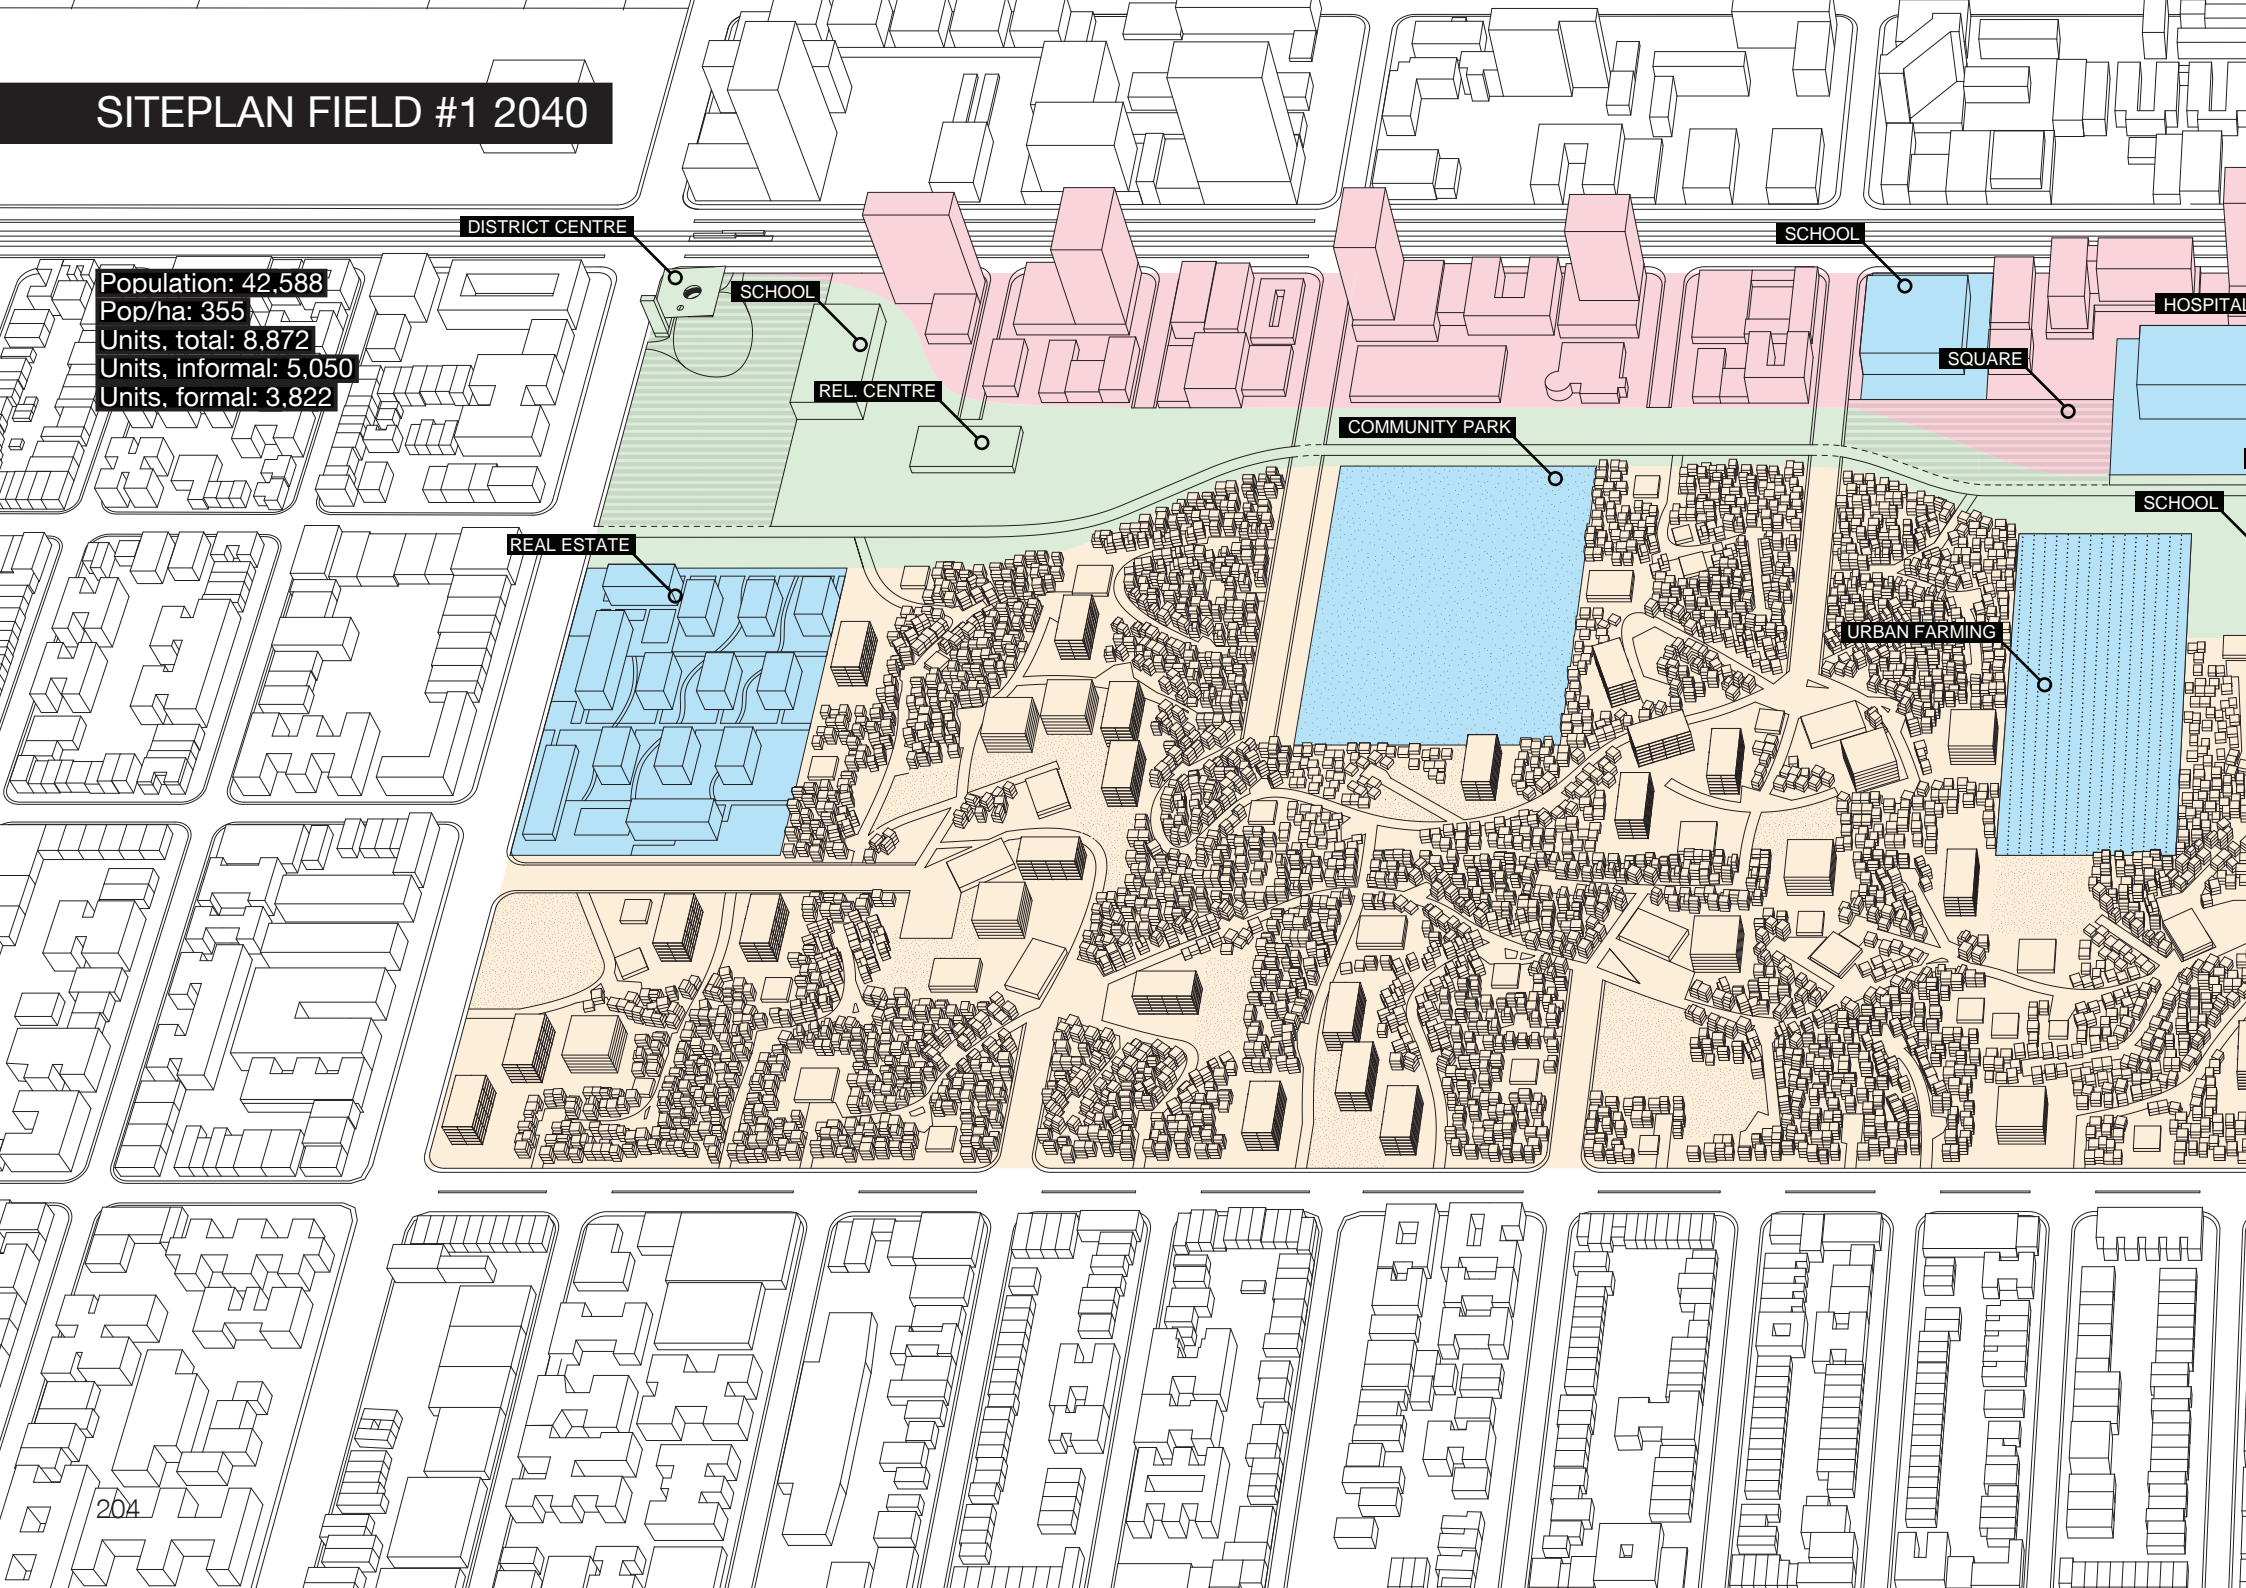 SITEPLAN FIELD #1 2040
DISTRICT CENTRE
SCHOOL
Population: 42,588
Pop/ha: 355
Units, total: 8,872
Units, informal: 5,050
Units, formal: 3,822
SCHOOL
HOSPITAL
SQUARE
REL. CENTRE
COMMUNITY PARK
SCHOOL
REAL ESTATE
URBAN FARMING
204